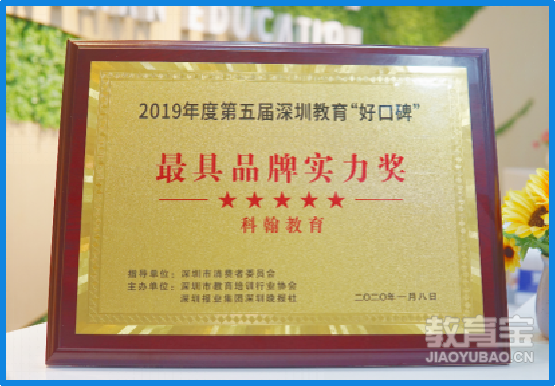 EDUCATION
2019年度第五届深圳教育“好口碑”
最具品牌实力奖
★★★★★
科翰教育
指导单位：深圳市消费者委员会
主办单位：深圳市教育培训行业协会
深圳报业集团深圳晚报社
二〇二〇年一月八日
教育宝
JIAOYUBAO.CN